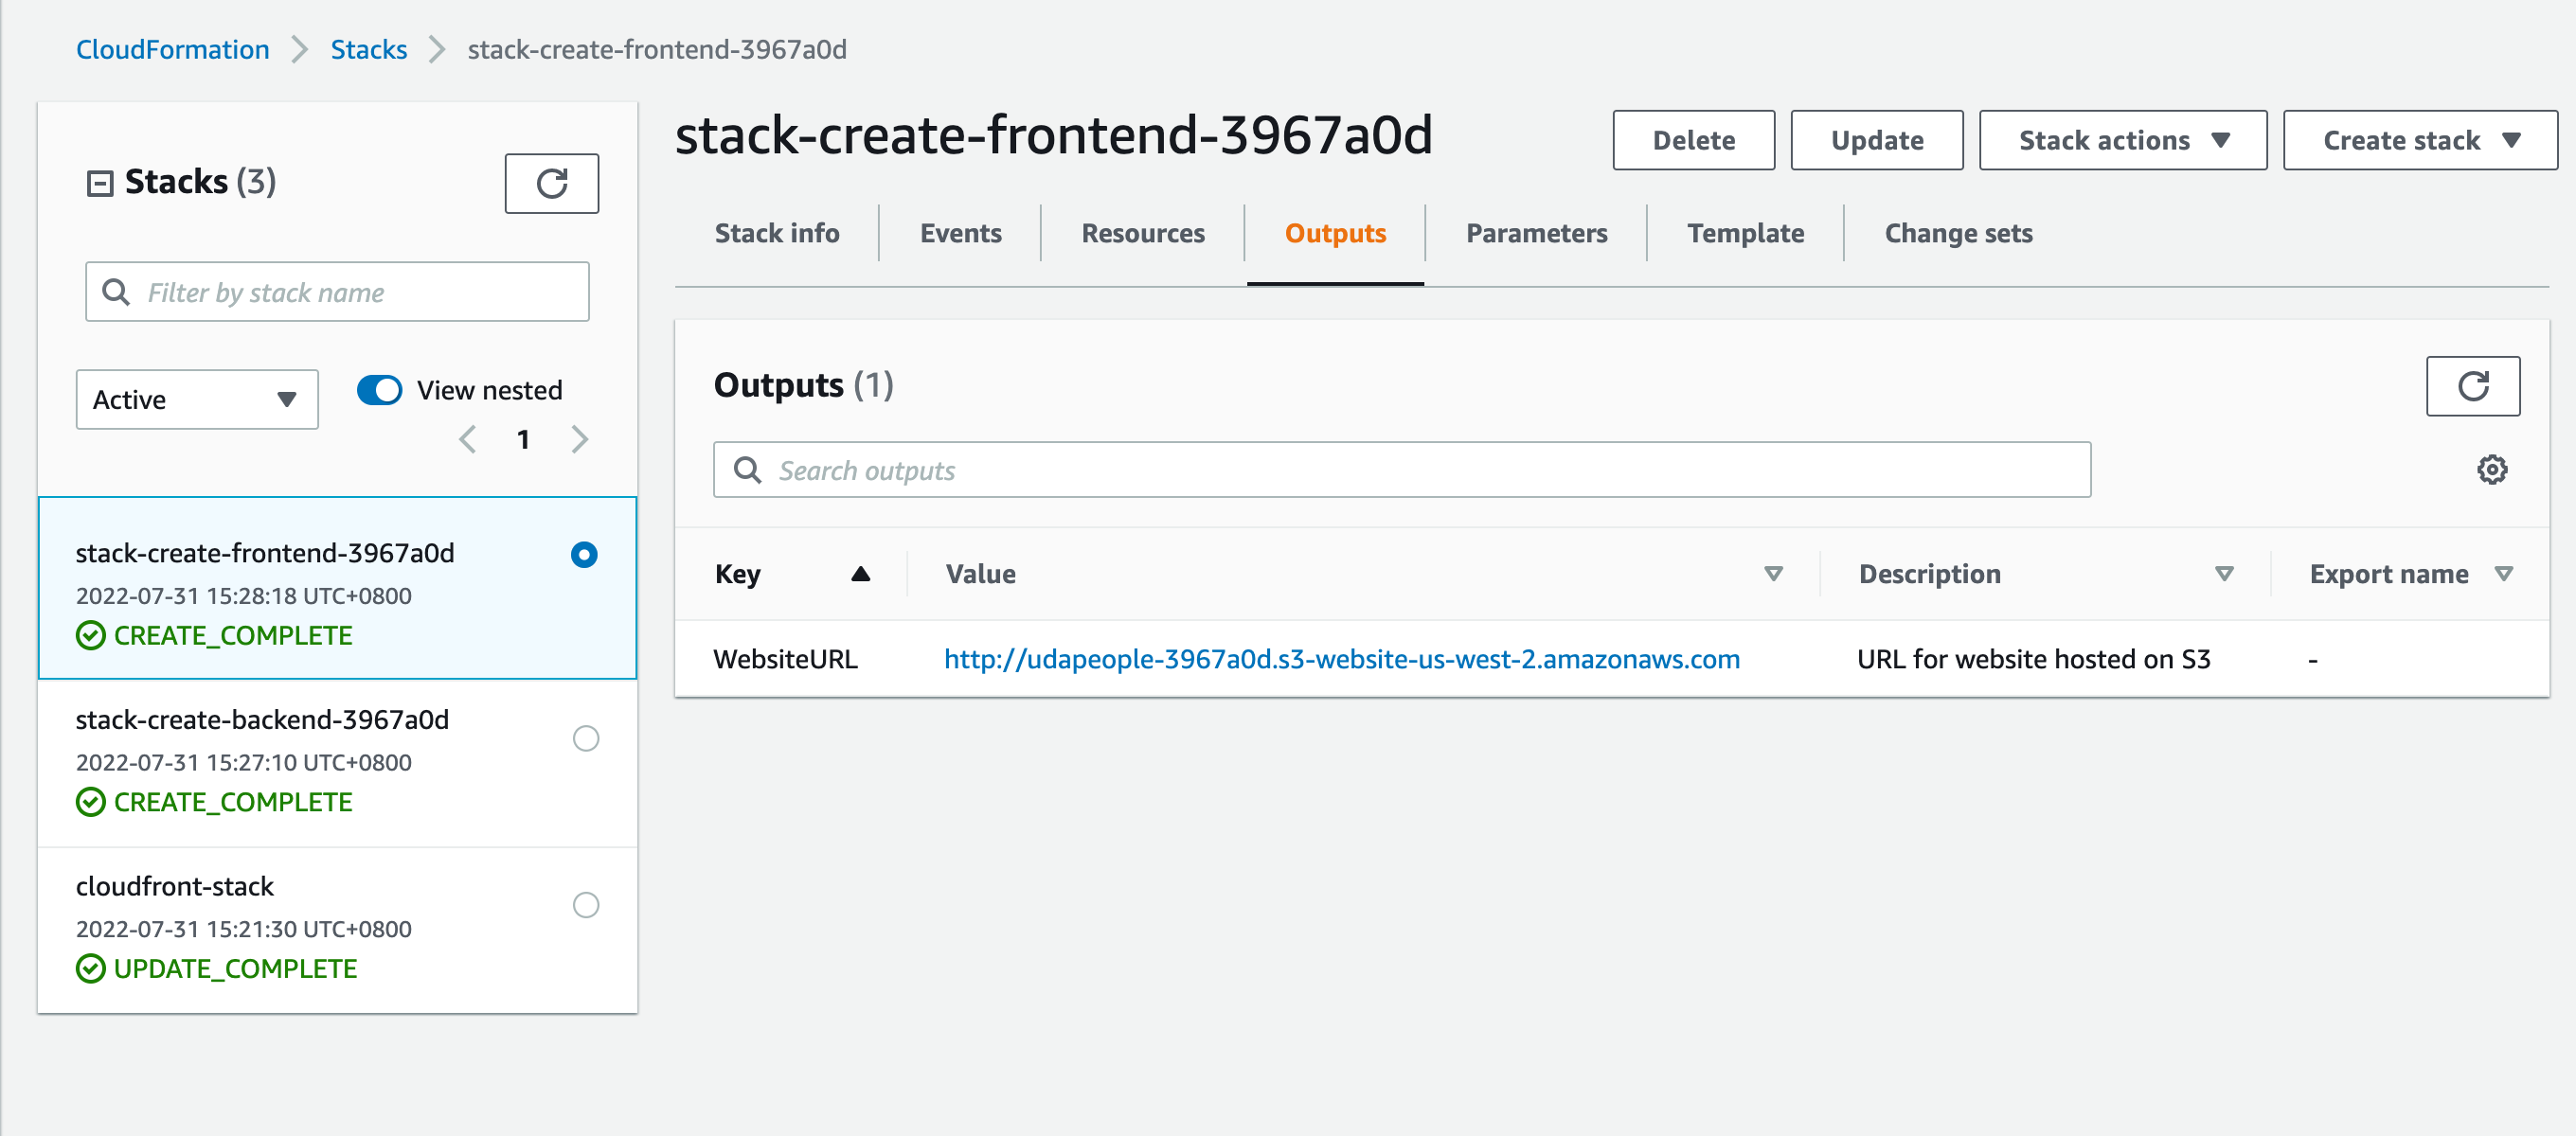 CloudFormation > Stacks > stack-create-frontend-3967a0d
Stacks (3)
Filter by stack name
Active
View nested
1
stack-create-frontend-3967a0d
2022-07-31 15:28:18 UTC+0800
CREATE_COMPLETE
stack-create-backend-3967a0d
2022-07-31 15:27:10 UTC+0800
CREATE_COMPLETE
cloudfront-stack
2022-07-31 15:21:30 UTC+0800
UPDATE_COMPLETE
stack-create-frontend-3967a0d
Delete Update Stack actions Create stack
Stack info Events Resources Outputs Parameters Template Change sets
Outputs (1)
Search outputs
Key Value Description Export name
WebsiteURL http://udapeople-3967a0d.s3-website-us-west-2.amazonaws.com URL for website hosted on S3 -